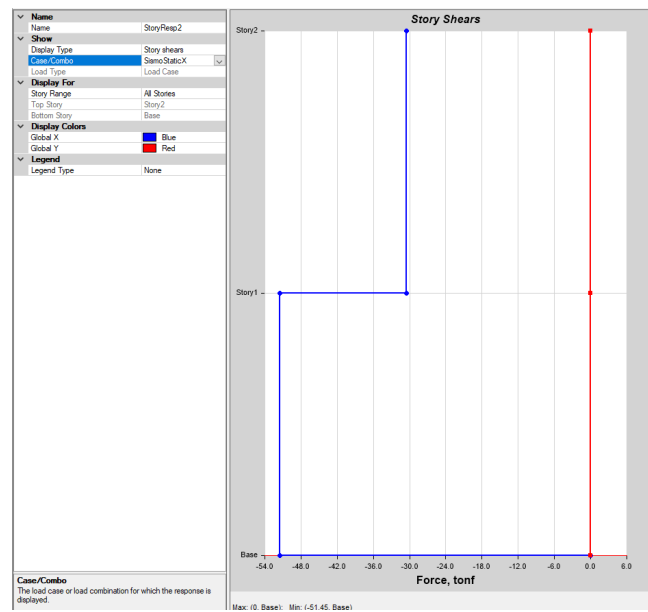 Name
Name StoryResp2
Show
Display Type Story shears
Case/Combo SismoStaticX
Load Type Load Case
Display For
Story Range All Stories
Top Story Story2
Bottom Story Base
Display Colors
Global X Blue
Global Y Red
Legend
Legend Type None
Case/Combo
The load case or load combination for which the response is
displayed.
Story Shears
Story2
Story1
Base
-54.0 -48.0 -42.0 -36.0 -30.0 -24.0 -18.0 -12.0 -6.0 0.0 6.0
Force, tonf
Max: (0, Base); Min: (-51.45, Base)